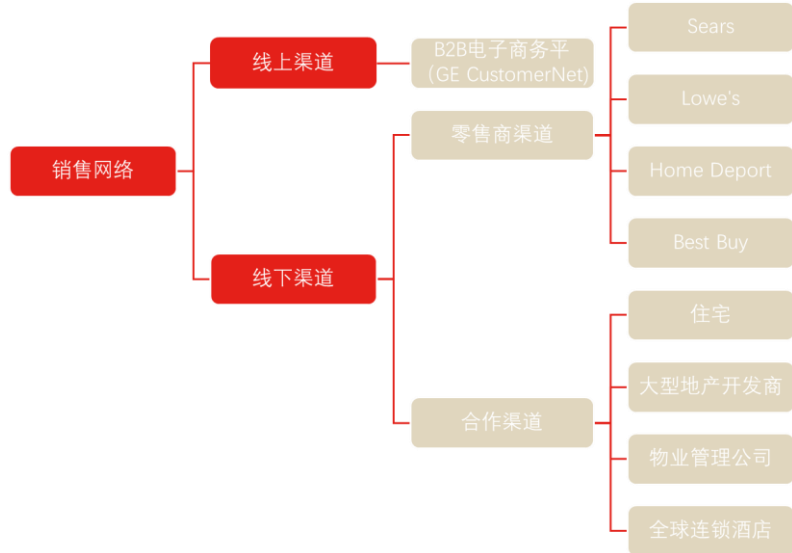 销售网络
线上渠道
B2B电子商务平
（GE CustomerNet)
线下渠道
零售商渠道
Sears
Lowe's
Home Deport
Best Buy
合作渠道
住宅
大型地产开发商
物业管理公司
全球连锁酒店